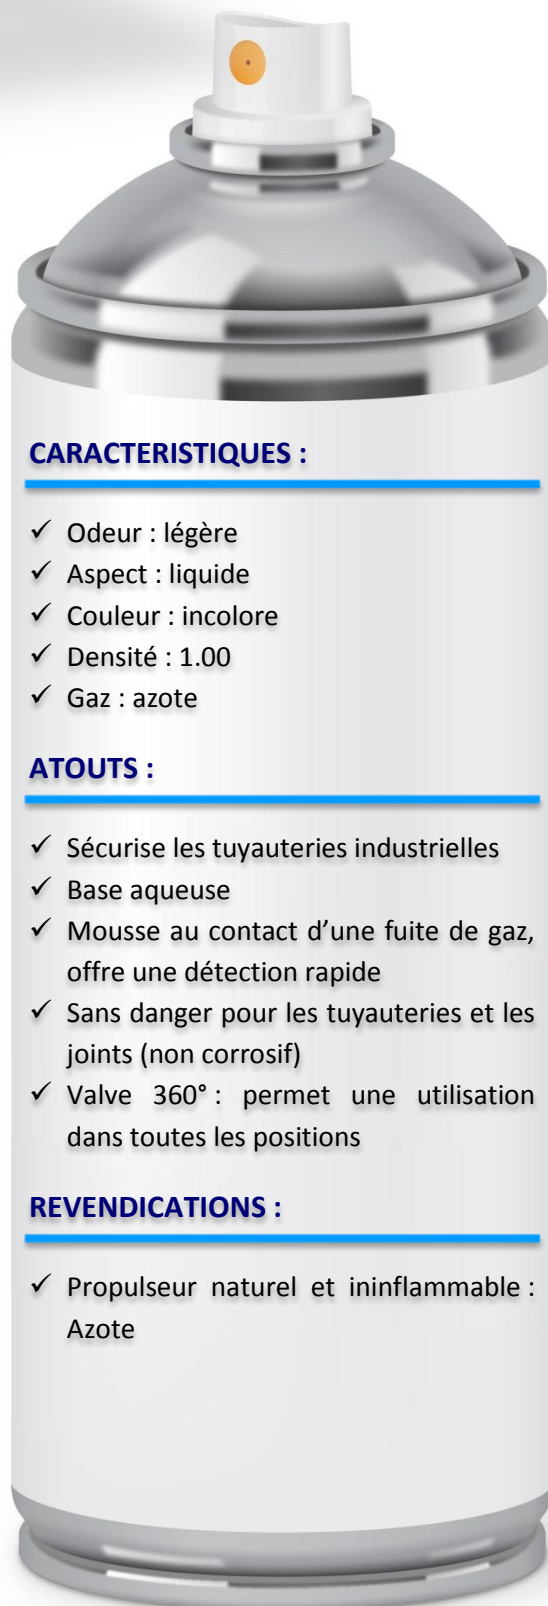 CARACTERISTIQUES :
✓ Odeur : légère
✓ Aspect : liquide
✓ Couleur : incolore
✓ Densité : 1.00
✓ Gaz : azote
ATOUTS :
✓ Sécurise les tuyauteries industrielles
✓ Base aqueuse
✓ Mousse au contact d’une fuite de gaz,
offre une détection rapide
✓ Sans danger pour les tuyauteries et les
joints (non corrosif)
✓ Valve 360° : permet une utilisation
dans toutes les positions
REVENDICATIONS :
✓ Propulseur naturel et ininflammable :
Azote